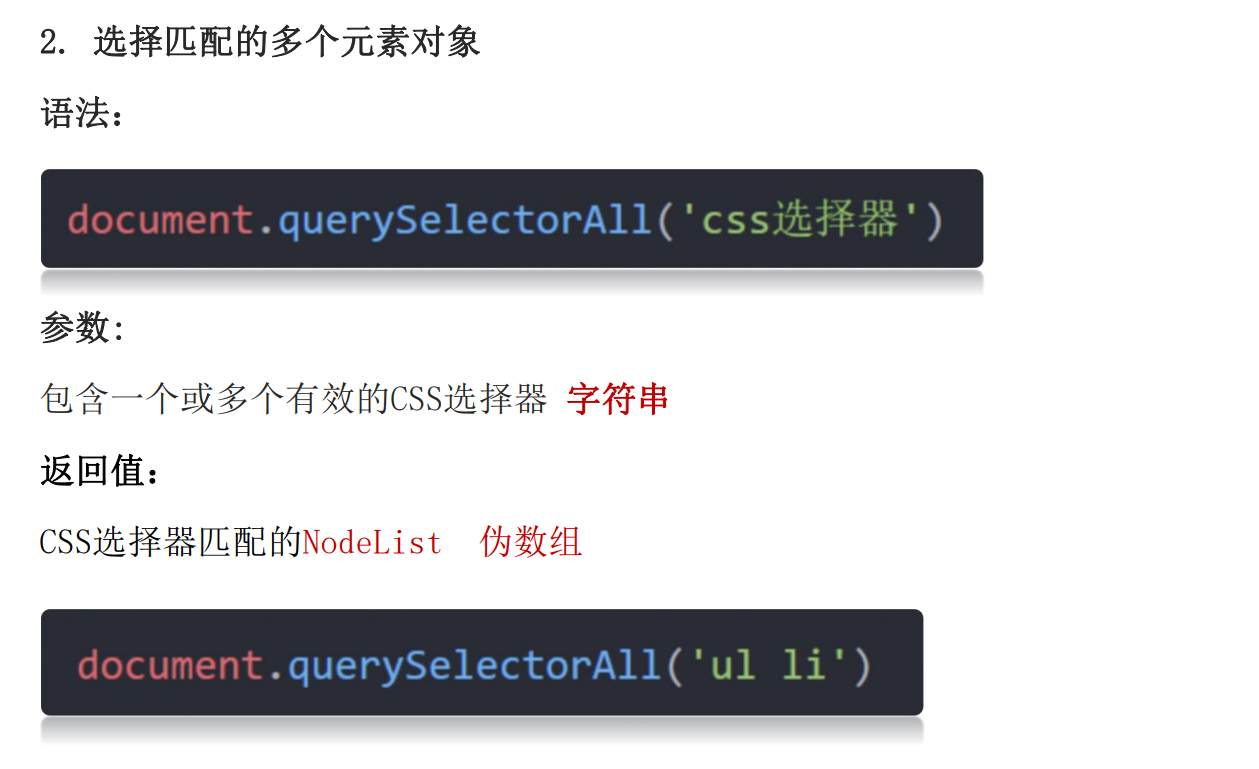 2. 选择匹配的多个元素对象
语法：
document.querySelectorAll('css选择器')
参数:
包含一个或多个有效的CSS选择器 字符串
返回值：
CSS选择器匹配的NodeList 伪数组
document.querySelectorAll('ul li')